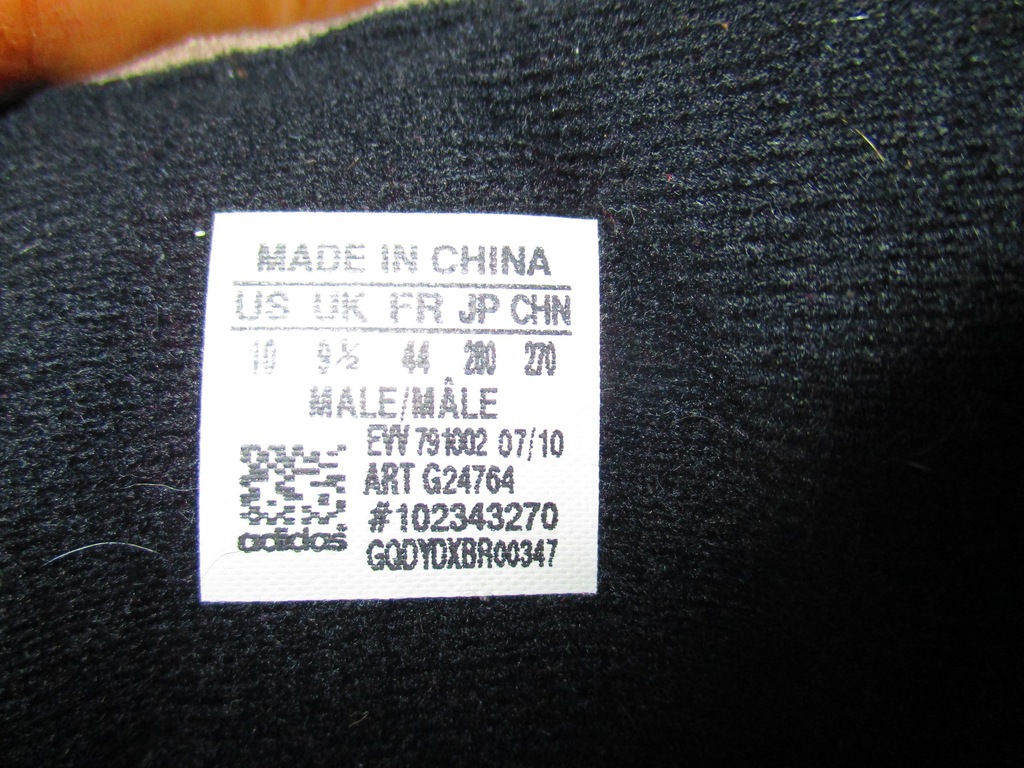 MADE IN CHINA
US UK FR JP CHN
10 9½ 44 280 270
MALE/MÂLE
EVV 791002 07/10
ART G24764
#102343270
adidas
GQDYDXBR00347